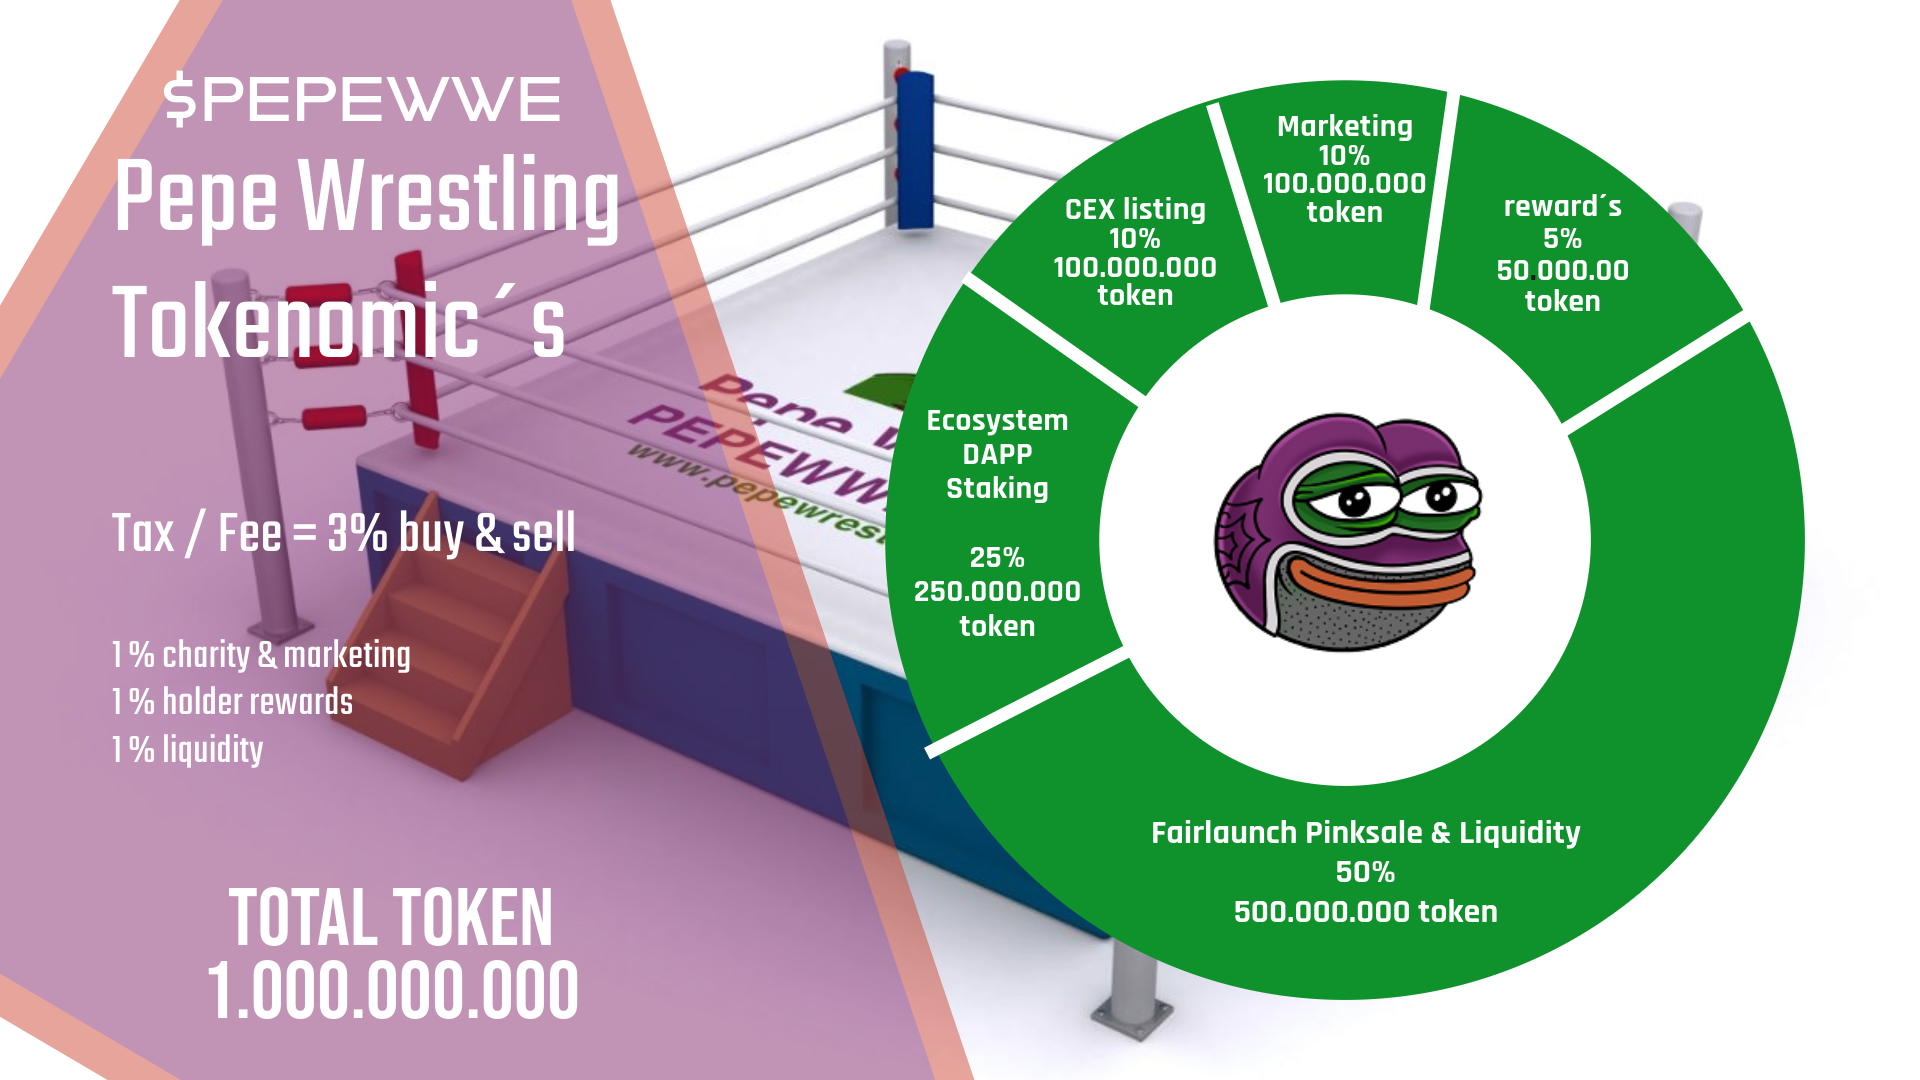 $PEPEWWE
Pepe Wrestling
Tokenomic´s
Tax / Fee = 3% buy & sell
1% charity & marketing
1% holder rewards
1% liquidity
TOTAL TOKEN
1.000.000.000
Pepe
PEPEWW
www.pepewrest
Marketing
10%
100.000.000
token
CEX listing
10%
100.000.000
token
reward´s
5%
50.000.00
token
Ecosystem
DAPP
Staking
25%
250.000.000
token
Fairlaunch Pinksale & Liquidity
50%
500.000.000 token